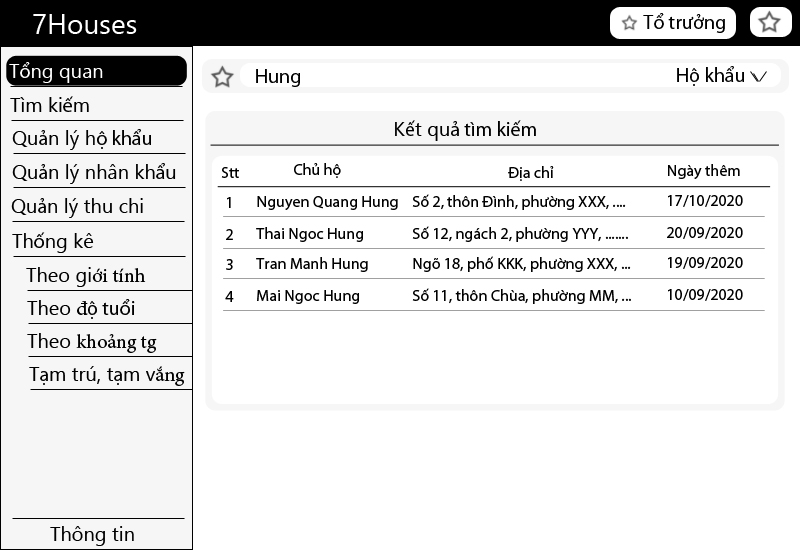 7Houses
Tổ trưởng
Tổng quan
Tìm kiếm
Quản lý hộ khẩu
Quản lý nhân khẩu
Quản lý thu chi
Thống kê
Theo giới tính
Theo độ tuổi
Theo khoảng tg
Tạm trú, tạm vắng
Thông tin
Hung
Hộ khẩu
Kết quả tìm kiếm
Stt Chủ hộ Địa chỉ Ngày thêm
1 Nguyen Quang Hung Số 2, thôn Đình, phường XXX, .... 17/10/2020
2 Thai Ngoc Hung Số 12, ngách 2, phường YYY, ....... 20/09/2020
3 Tran Manh Hung Ngõ 18, phố KKK, phường XXX, ... 19/09/2020
4 Mai Ngoc Hung Số 11, thôn Chùa, phường MM, ... 10/09/2020